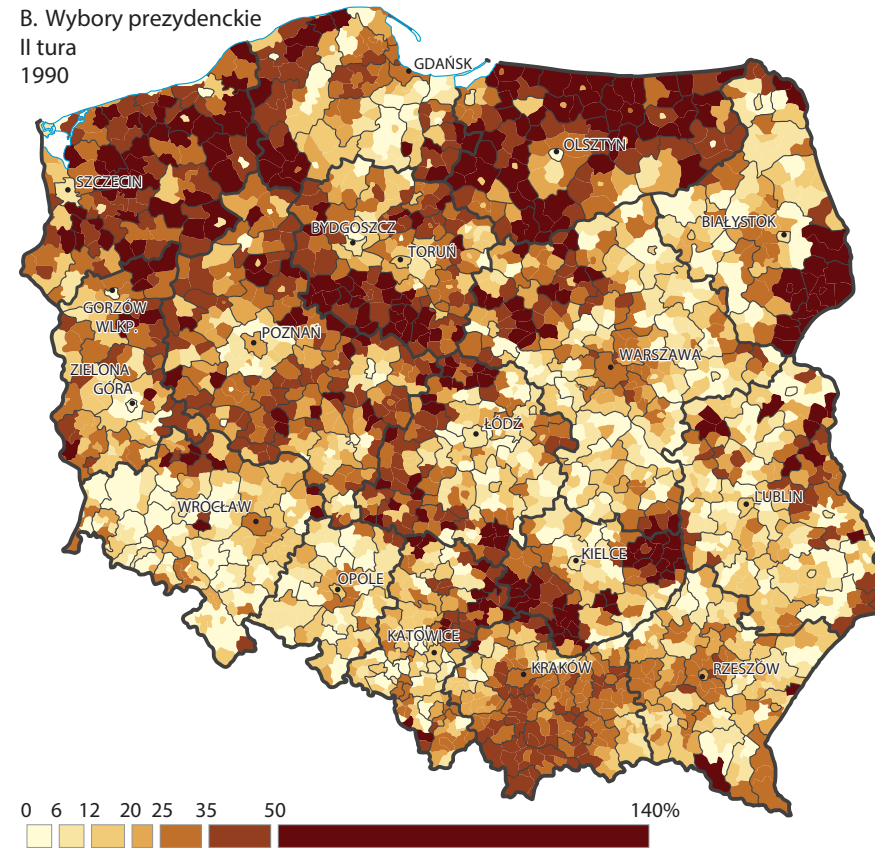 B. Wybory prezydenckie
II tura
1990
GDAŃSK
OLSZTYN
SZCZECIN
BIAŁYSTOK
BYDGOSZCZ
TORUŃ
GORZÓW
WLKP.
POZNAŃ
WARSZAWA
ZIELONA
GÓRA
ŁÓDŹ
LUBLIN
WROCŁAW
KIELCE
OPOLE
KATOWICE
KRAKÓW
RZESZÓW
0 6 12 20 25 35 50 140%